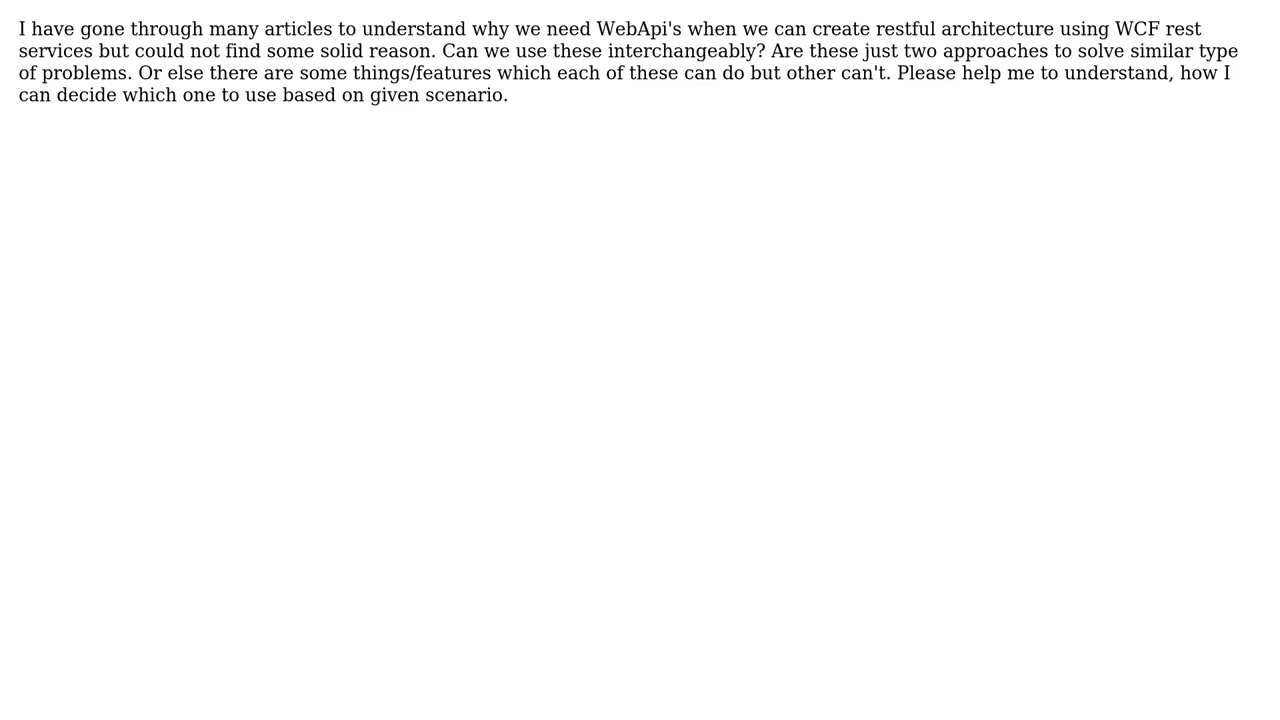 I have gone through many articles to understand why we need WebApi's when we can create restful architecture using WCF rest
services but could not find some solid reason. Can we use these interchangeably? Are these just two approaches to solve similar type
of problems. Or else there are some things/features which each of these can do but other can't. Please help me to understand, how I
can decide which one to use based on given scenario.